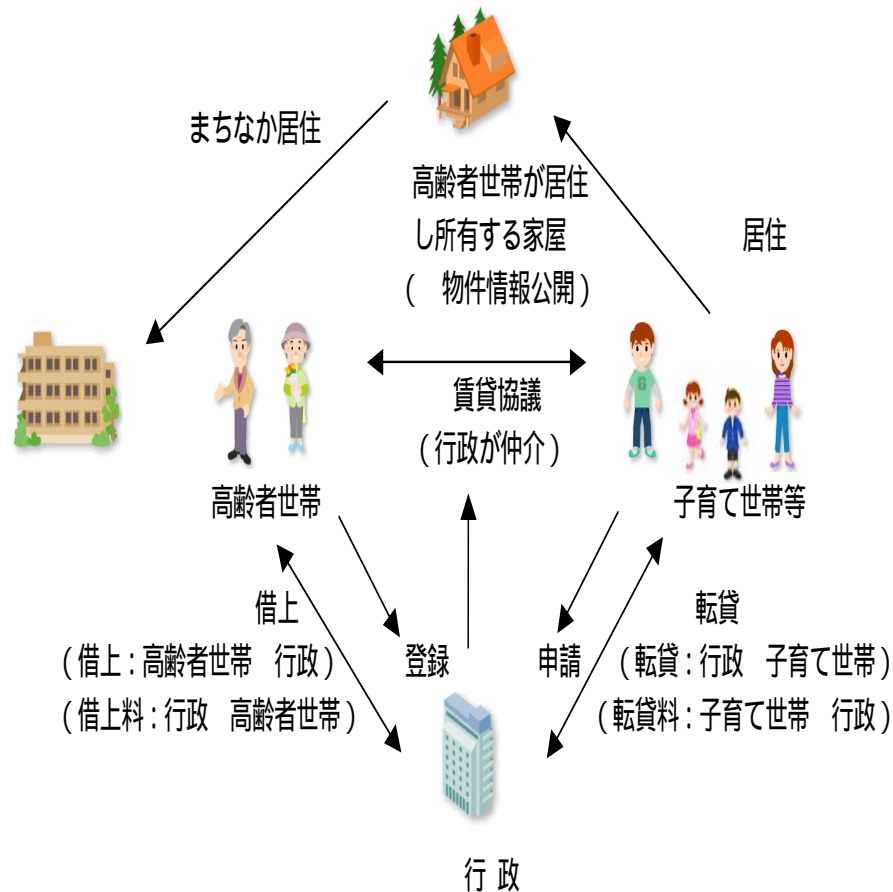 まちなか居住
高齢者世帯が居住
し所有する家屋
(　物件情報公開)
居住
賃貸協議
(行政が仲介)
高齢者世帯
子育て世帯等
借上
(借上:高齢者世帯　行政)
(借上料:行政　高齢者世帯)
登録
申請
転貸
(転貸:行政　子育て世帯)
(転貸料:子育て世帯　行政)
行 政